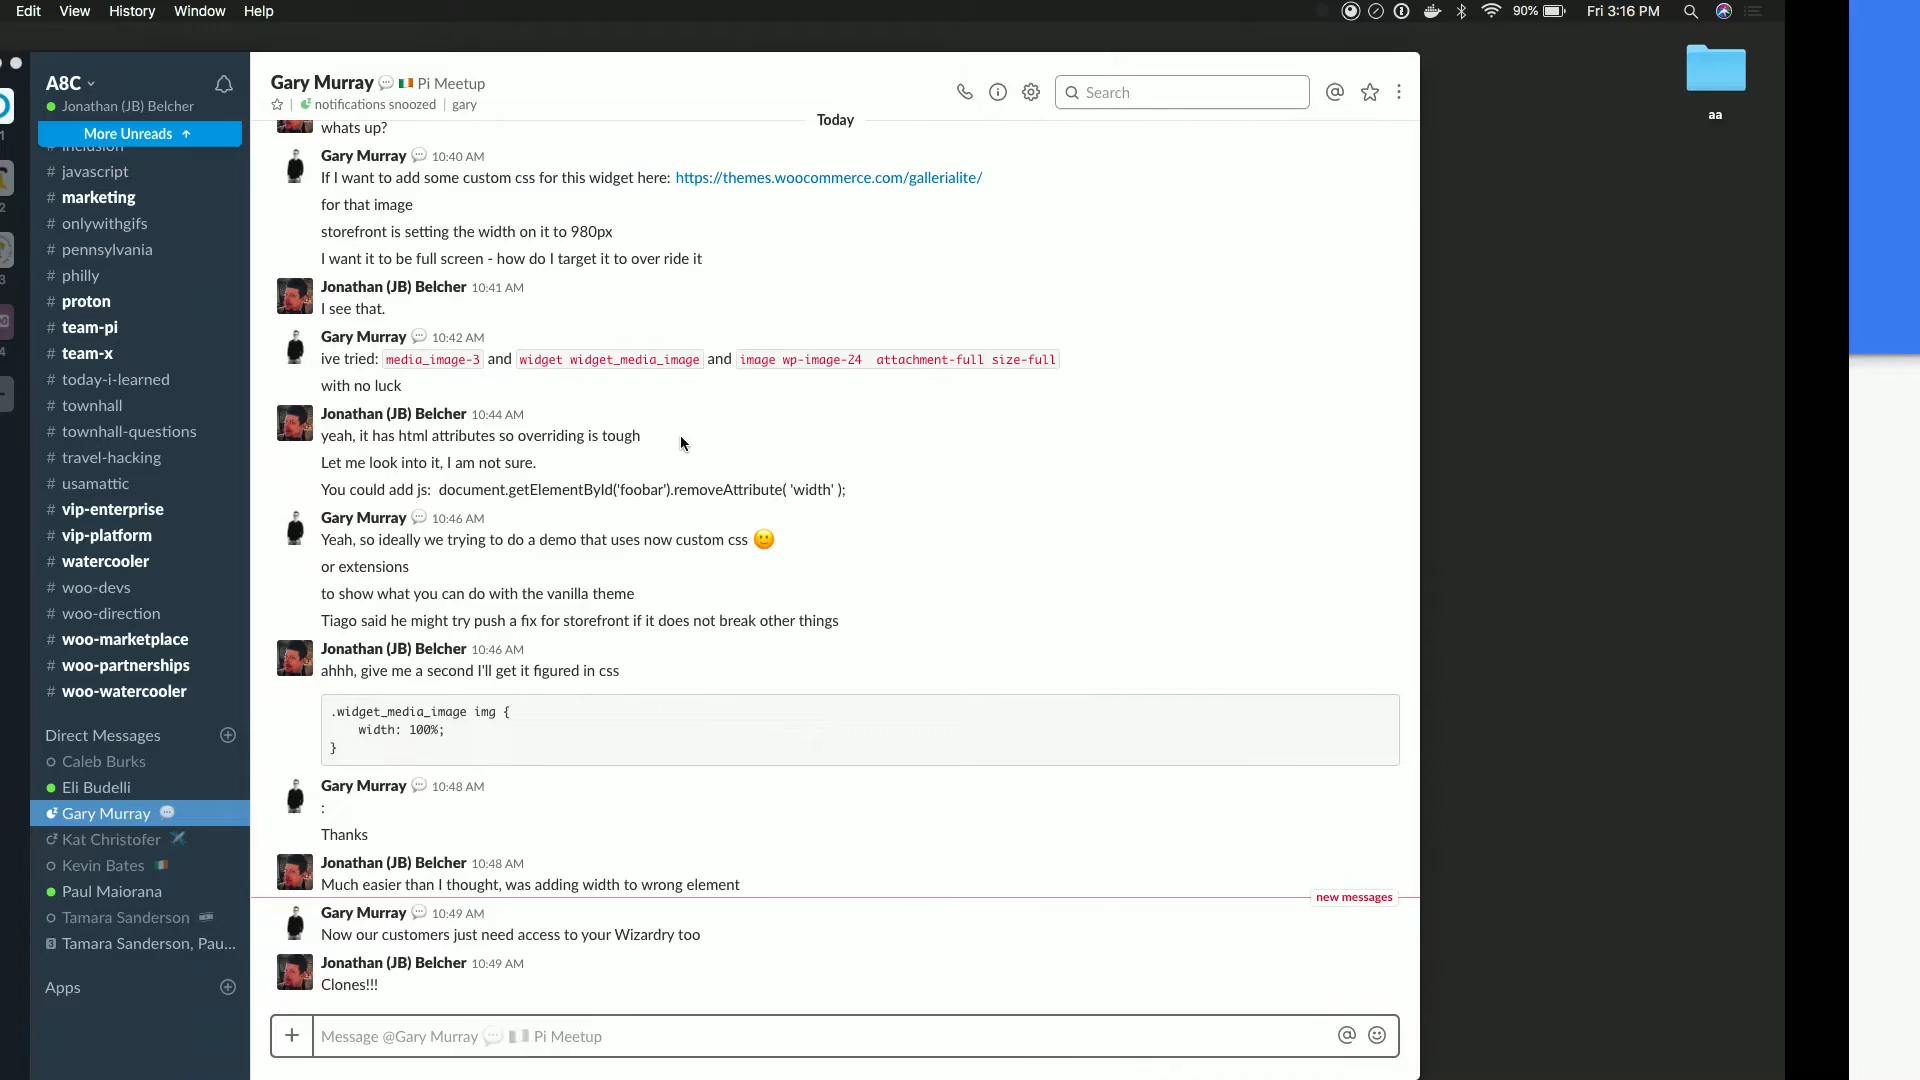 Edit View History Window Help 90% Fri 3:16 PM
aa
A8C
Jonathan (JB) Belcher
More Unreads ↑
# inclusion
# javascript
# marketing
# onlywithgifs
# pennsylvania
# philly
# proton
# team-pi
# team-x
# today-i-learned
# townhall
# townhall-questions
# travel-hacking
# usamattic
# vip-enterprise
# vip-platform
# watercooler
# woo-devs
# woo-direction
# woo-marketplace
# woo-partnerships
# woo-watercooler
Direct Messages
Caleb Burks
Eli Budelli
Gary Murray
Kat Christofer
Kevin Bates
Paul Maiorana
Tamara Sanderson
3 Tamara Sanderson, Pau...
Apps
1
2
3
4
Gary Murray Pi Meetup
| notifications snoozed | gary
Search
Today
whats up?
Gary Murray 10:40 AM
If I want to add some custom css for this widget here: https://themes.woocommerce.com/gallerialite/
for that image
storefront is setting the width on it to 980px
I want it to be full screen - how do I target it to over ride it
Jonathan (JB) Belcher 10:41 AM
I see that.
Gary Murray 10:42 AM
ive tried: media_image-3 and widget widget_media_image and image wp-image-24 attachment-full size-full
with no luck
Jonathan (JB) Belcher 10:44 AM
yeah, it has html attributes so overriding is tough
Let me look into it, I am not sure.
You could add js: document.getElementById('foobar').removeAttribute( 'width' );
Gary Murray 10:46 AM
Yeah, so ideally we trying to do a demo that uses now custom css
or extensions
to show what you can do with the vanilla theme
Tiago said he might try push a fix for storefront if it does not break other things
Jonathan (JB) Belcher 10:46 AM
ahhh, give me a second I'll get it figured in css
.widget_media_image img {
width: 100%;
}
Gary Murray 10:48 AM
:
Thanks
Jonathan (JB) Belcher 10:48 AM
Much easier than I thought, was adding width to wrong element
new messages
Gary Murray 10:49 AM
Now our customers just need access to your Wizardry too
Jonathan (JB) Belcher 10:49 AM
Clones!!!
Message @Gary Murray Pi Meetup